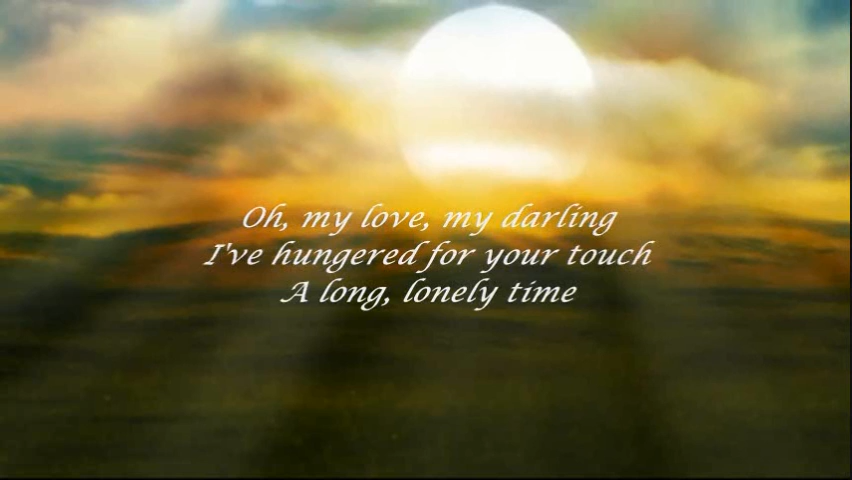 Oh, my love, my darling
I've hungered for your touch
A long, lonely time